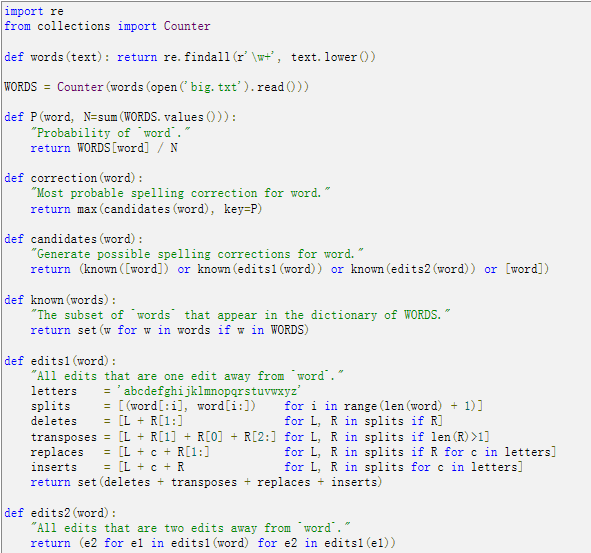 import re
from collections import Counter

def words(text): return re.findall(r'\w+', text.lower())

WORDS = Counter(words(open('big.txt').read()))

def P(word, N=sum(WORDS.values())):
    "Probability of `word`."
    return WORDS[word] / N

def correction(word):
    "Most probable spelling correction for word."
    return max(candidates(word), key=P)

def candidates(word):
    "Generate possible spelling corrections for word."
    return (known([word]) or known(edits1(word)) or known(edits2(word)) or [word])

def known(words):
    "The subset of `words` that appear in the dictionary of WORDS."
    return set(w for w in words if w in WORDS)

def edits1(word):
    "All edits that are one edit away from `word`."
    letters    = 'abcdefghijklmnopqrstuvwxyz'
    splits     = [(word[:i], word[i:])    for i in range(len(word) + 1)]
    deletes    = [L + R[1:]               for L, R in splits if R]
    transposes = [L + R[1] + R[0] + R[2:] for L, R in splits if len(R)>1]
    replaces   = [L + c + R[1:]           for L, R in splits if R for c in letters]
    inserts    = [L + c + R               for L, R in splits for c in letters]
    return set(deletes + transposes + replaces + inserts)

def edits2(word):
    "All edits that are two edits away from `word`."
    return (e2 for e1 in edits1(word) for e2 in edits1(e1))